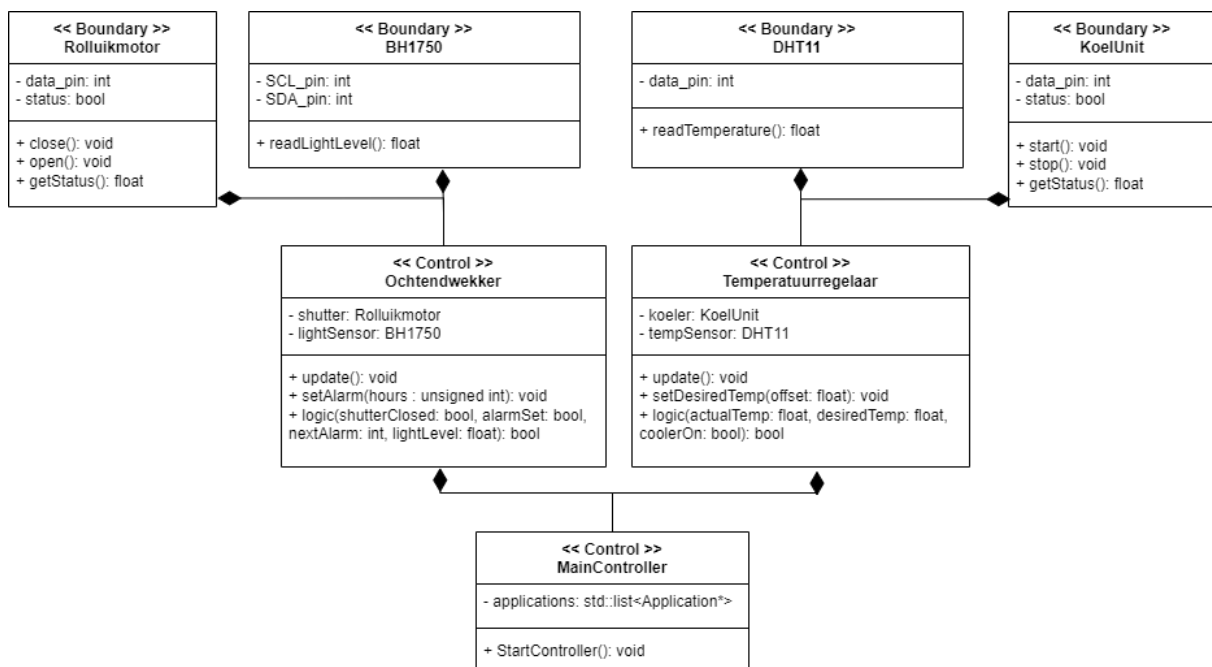 << Boundary >>
Rolluikmotor
- data_pin: int
- status: bool
+ close(): void
+ open(): void
+ getStatus(): float
<< Boundary >>
BH1750
- SCL_pin: int
- SDA_pin: int
+ readLightLevel(): float
<< Boundary >>
DHT11
- data_pin: int
+ readTemperature(): float
<< Boundary >>
KoelUnit
- data_pin: int
- status: bool
+ start(): void
+ stop(): void
+ getStatus(): float
<< Control >>
Ochtendwekker
- shutter: Rolluikmotor
- lightSensor: BH1750
+ update(): void
+ setAlarm(hours : unsigned int): void
+ logic(shutterClosed: bool, alarmSet: bool,
nextAlarm: int, lightLevel: float): bool
<< Control >>
Temperatuurregelaar
- koeler: KoelUnit
- tempSensor: DHT11
+ update(): void
+ setDesiredTemp(offset: float): void
+ logic(actualTemp: float, desiredTemp: float,
coolerOn: bool): bool
<< Control >>
MainController
- applications: std::list<Application*>
+ StartController(): void